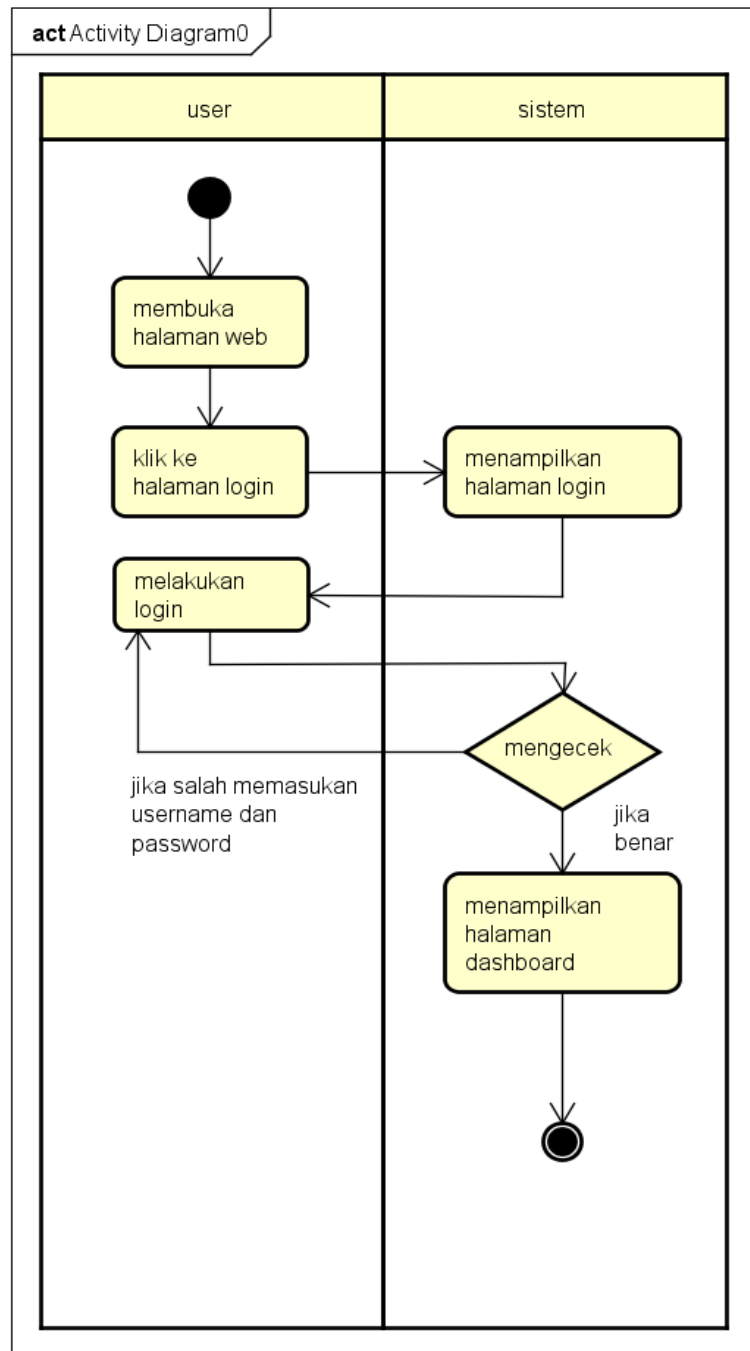 act Activity Diagram0
user
sistem
membuka
halaman web
klik ke
halaman login
menampilkan
halaman login
melakukan
login
mengecek
jika salah memasukan
username dan
password
jika
benar
menampilkan
halaman
dashboard